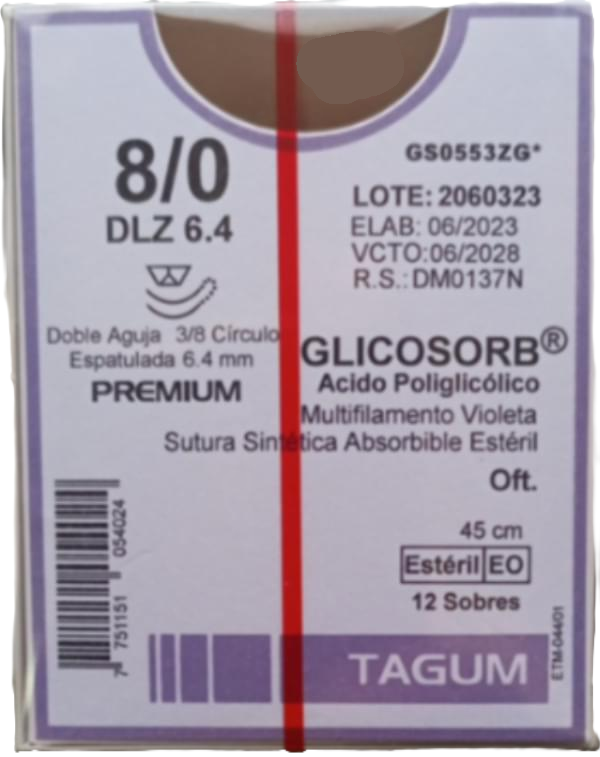 8/0
DLZ 6.4
Doble Aguja 3/8 Círculo
Espatulada 6.4 mm
PREMIUM
GS0553ZG*
LOTE: 2060323
ELAB: 06/2023
VCTO:06/2028
R.S.: DM0137N
GLICOSORB®
Acido Poliglicólico
Multifilamento Violeta
Sutura Sintética Absorbible Estéril
Oft.
45 cm
Estéril EO
12 Sobres
7 751151 054024
TAGUM
ETM-044/01